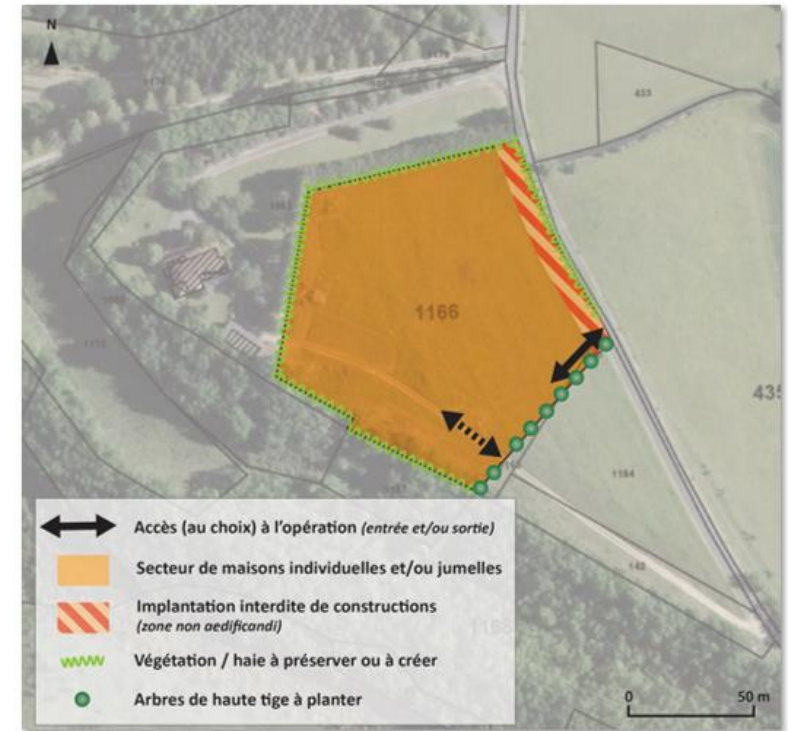 N
433
1166
435
1164
Accès (au choix) à l'opération (entrée et/ou sortie)
Secteur de maisons individuelles et/ou jumelles
Implantation interdite de constructions
(zone non aedificandi)
Végétation / haie à préserver ou à créer
Arbres de haute tige à planter
0 50 m